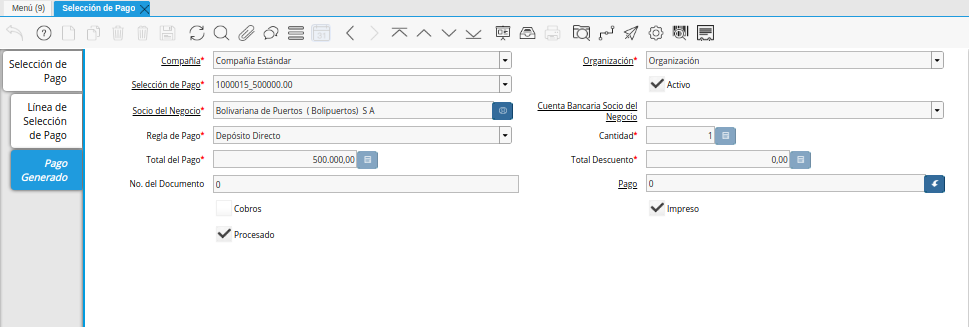 Menú (9) Selección de Pago
Selección de Pago
Línea de Selección de Pago
Pago Generado
Compañía* Compañía Estándar Organización* Organización
Selección de Pago* 1000015_500000.00 Activo
Socio del Negocio* Bolivariana de Puertos ( Bolipuertos) S A Cuenta Bancaria Socio del Negocio
Regla de Pago* Depósito Directo Cantidad* 1
Total del Pago* 500.000,00 Total Descuento* 0,00
No. del Documento 0 Pago 0
Cobros Impreso
Procesado